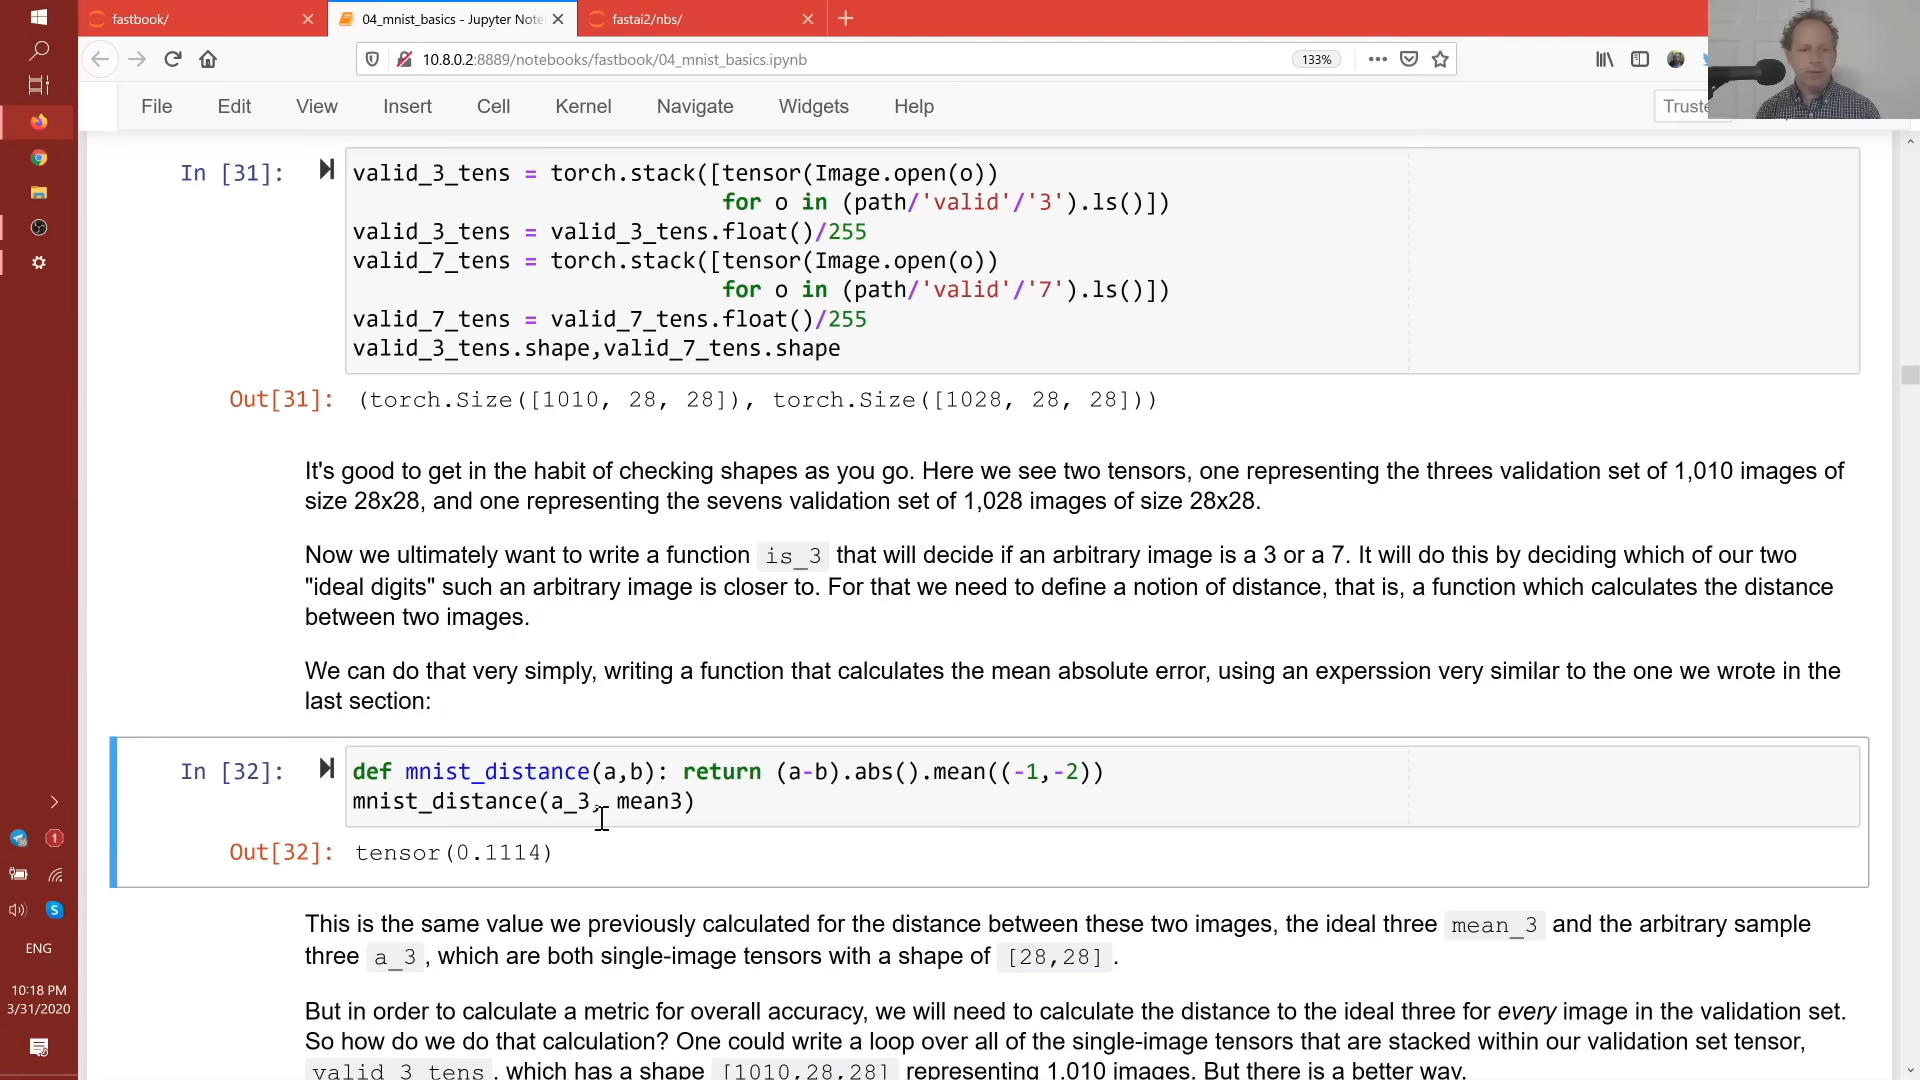 fastbook/
04_mnist_basics - Jupyter Note
fastai2/nbs/
10.8.0.2:8889/notebooks/fastbook/04_mnist_basics.ipynb
133%
File Edit View Insert Cell Kernel Navigate Widgets Help
In [31]:
valid_3_tens = torch.stack([tensor(Image.open(o))
for o in (path/'valid'/'3').ls()])
valid_3_tens = valid_3_tens.float()/255
valid_7_tens = torch.stack([tensor(Image.open(o))
for o in (path/'valid'/'7').ls()])
valid_7_tens = valid_7_tens.float()/255
valid_3_tens.shape,valid_7_tens.shape
Out[31]: (torch.Size([1010, 28, 28]), torch.Size([1028, 28, 28]))
It's good to get in the habit of checking shapes as you go. Here we see two tensors, one representing the threes validation set of 1,010 images of
size 28x28, and one representing the sevens validation set of 1,028 images of size 28x28.
Now we ultimately want to write a function is_3 that will decide if an arbitrary image is a 3 or a 7. It will do this by deciding which of our two
"ideal digits" such an arbitrary image is closer to. For that we need to define a notion of distance, that is, a function which calculates the distance
between two images.
We can do that very simply, writing a function that calculates the mean absolute error, using an experssion very similar to the one we wrote in the
last section:
In [32]:
def mnist_distance(a,b): return (a-b).abs().mean((-1,-2))
mnist_distance(a_3, mean3)
Out[32]: tensor(0.1114)
This is the same value we previously calculated for the distance between these two images, the ideal three mean_3 and the arbitrary sample
three a_3 , which are both single-image tensors with a shape of [28,28] .
But in order to calculate a metric for overall accuracy, we will need to calculate the distance to the ideal three for every image in the validation set.
So how do we do that calculation? One could write a loop over all of the single-image tensors that are stacked within our validation set tensor,
valid_3_tens , which has a shape [1010,28,28] representing 1,010 images. But there is a better way.
1
ENG
10:18 PM
3/31/2020